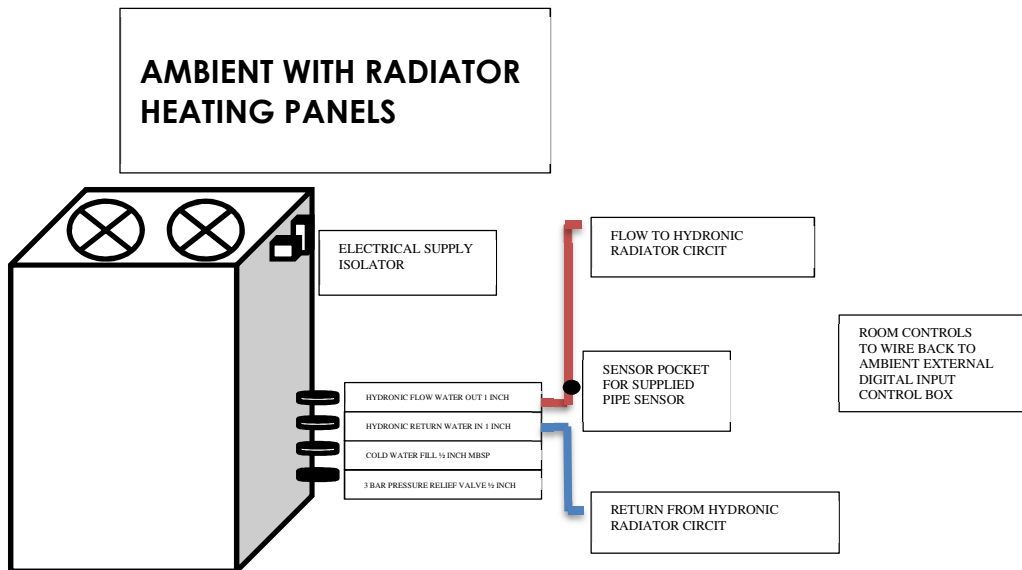 AMBIENT WITH RADIATOR
HEATING PANELS
ELECTRICAL SUPPLY
ISOLATOR
FLOW TO HYDRONIC
RADIATOR CIRCIT
ROOM CONTROLS
TO WIRE BACK TO
AMBIENT EXTERNAL
DIGITAL INPUT
CONTROL BOX
SENSOR POCKET
FOR SUPPLIED
PIPE SENSOR
HYDRONIC FLOW WATER OUT 1 INCH
HYDRONIC RETURN WATER IN 1 INCH
COLD WATER FILL ½ INCH MBSP
3 BAR PRESSURE RELIEF VALVE ½ INCH
RETURN FROM HYDRONIC
RADIATOR CIRCIT